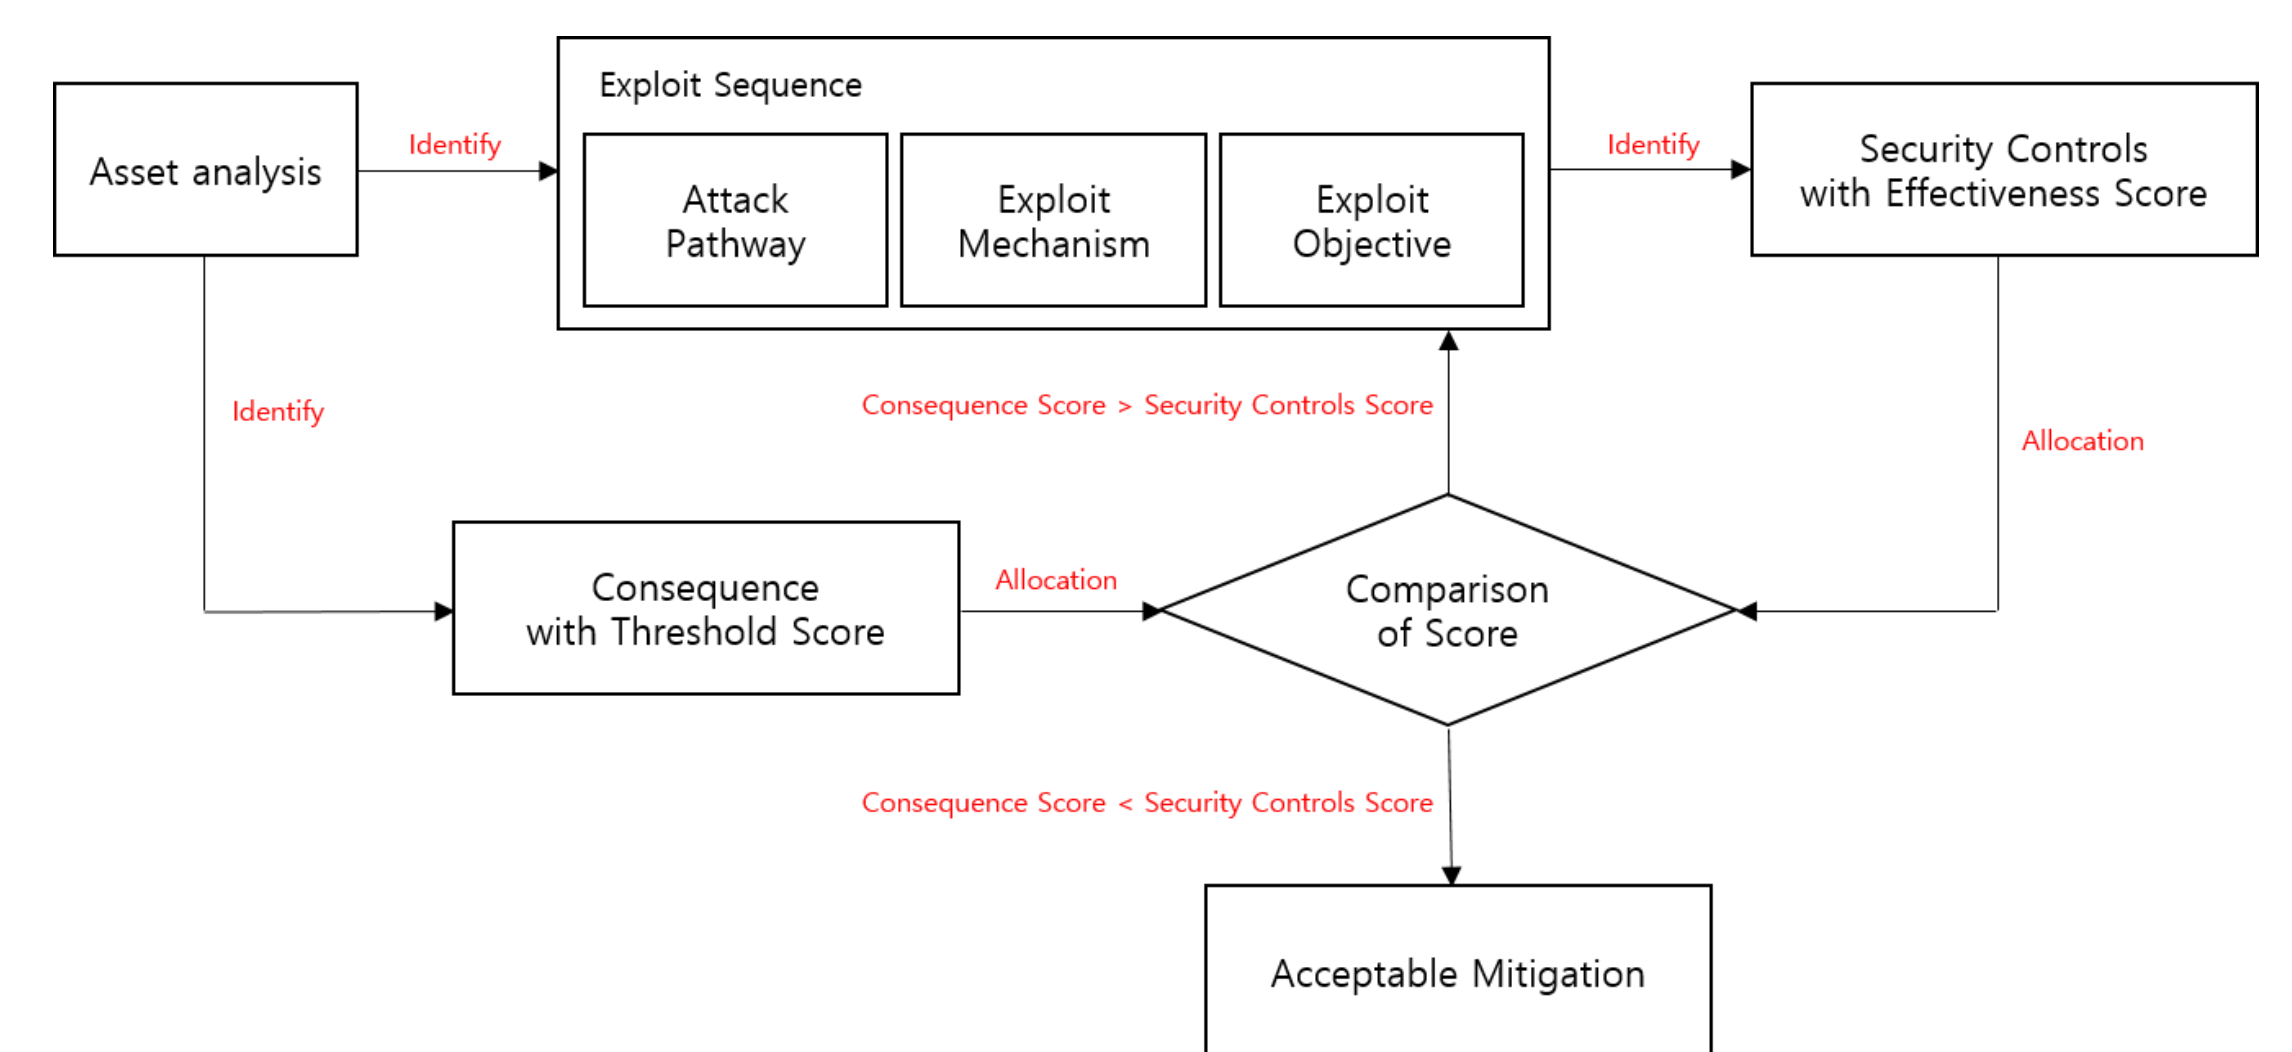 Exploit Sequence
Asset analysis
Identify
Attack
Pathway
Exploit
Mechanism
Exploit
Objective
Identify
Security Controls
with Effectiveness Score
Identify
Consequence Score > Security Controls Score
Allocation
Consequence
with Threshold Score
Allocation
Comparison
of Score
Consequence Score < Security Controls Score
Acceptable Mitigation